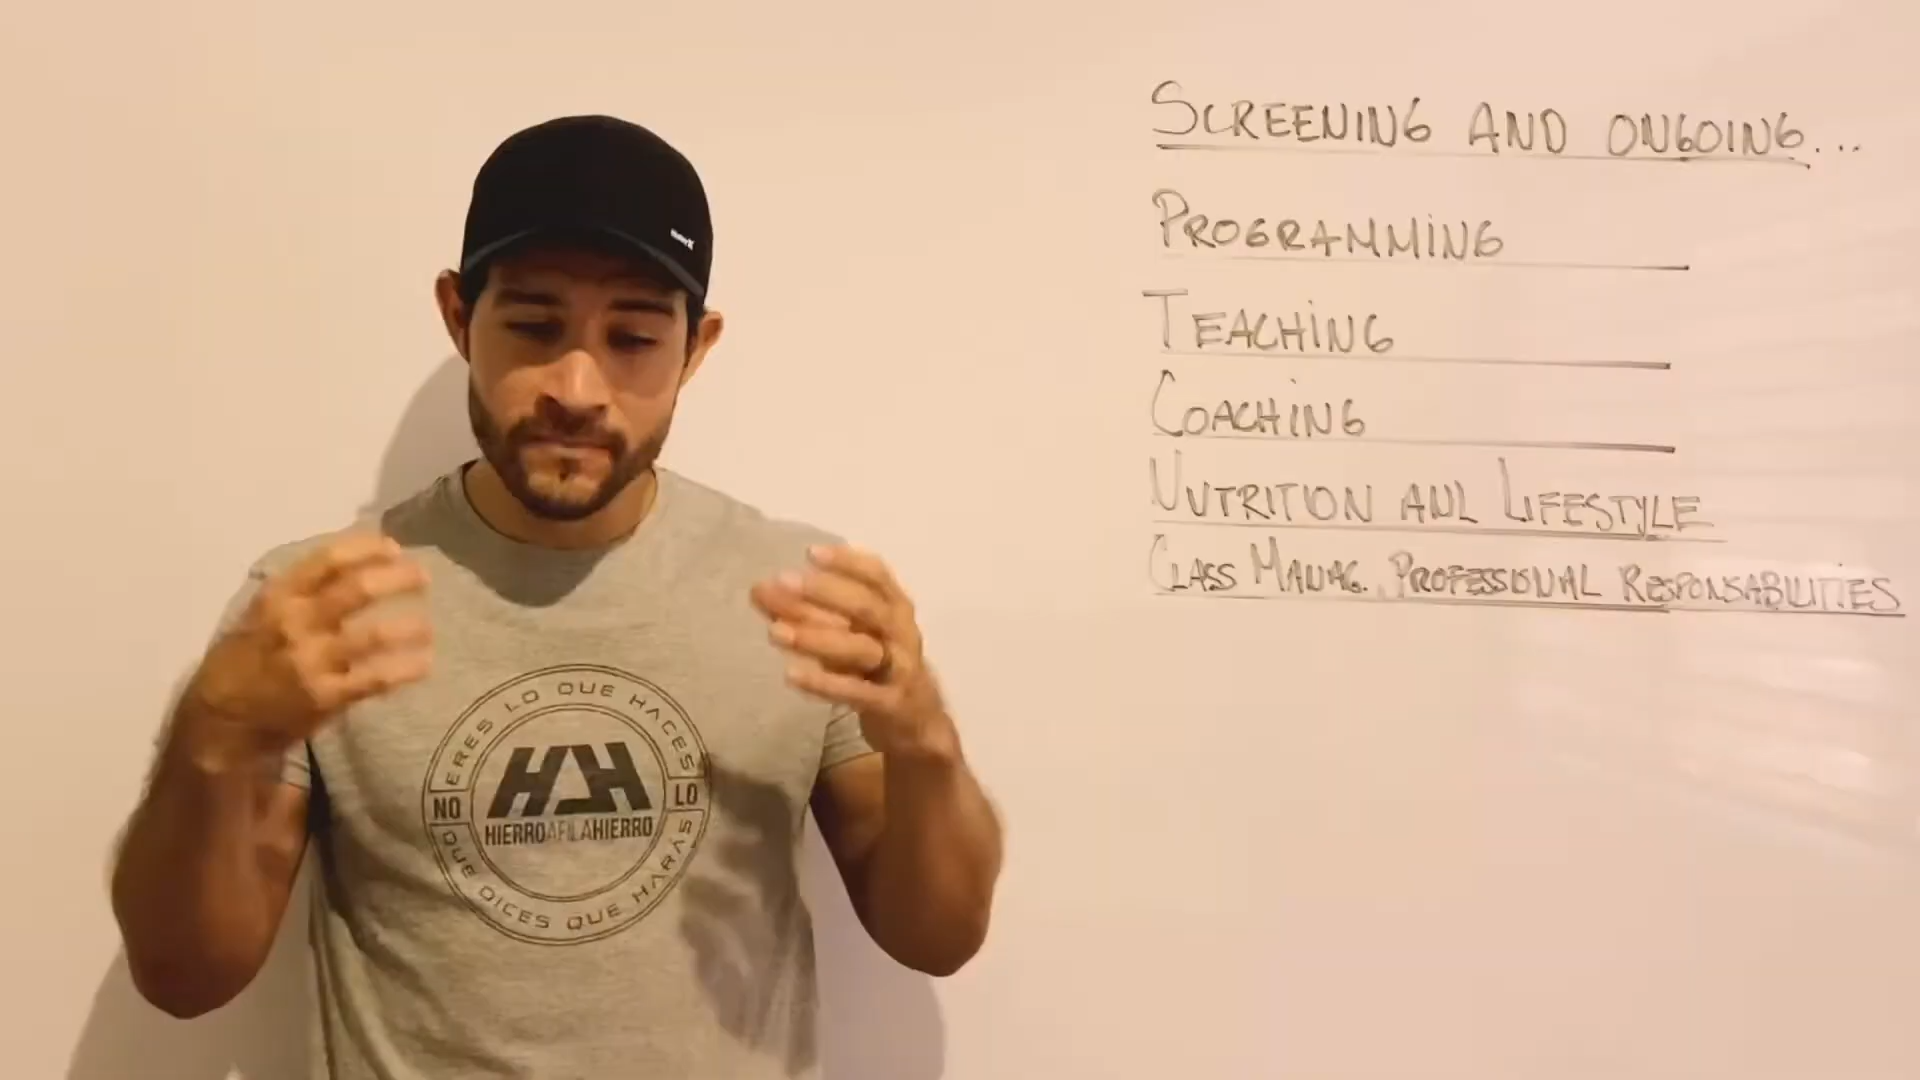 SCREENING AND ONGOING...
PROGRAMMING
TEACHING
COACHING
NUTRITION ANL LIFESTYLE
CLASS MANAG. PROFESSIONAL RESPONSABILITIES
Hurley
ERES LO QUE HACES
NO
LO
QUE DICES QUE HARÁS
HIERROAFILAHIERRO